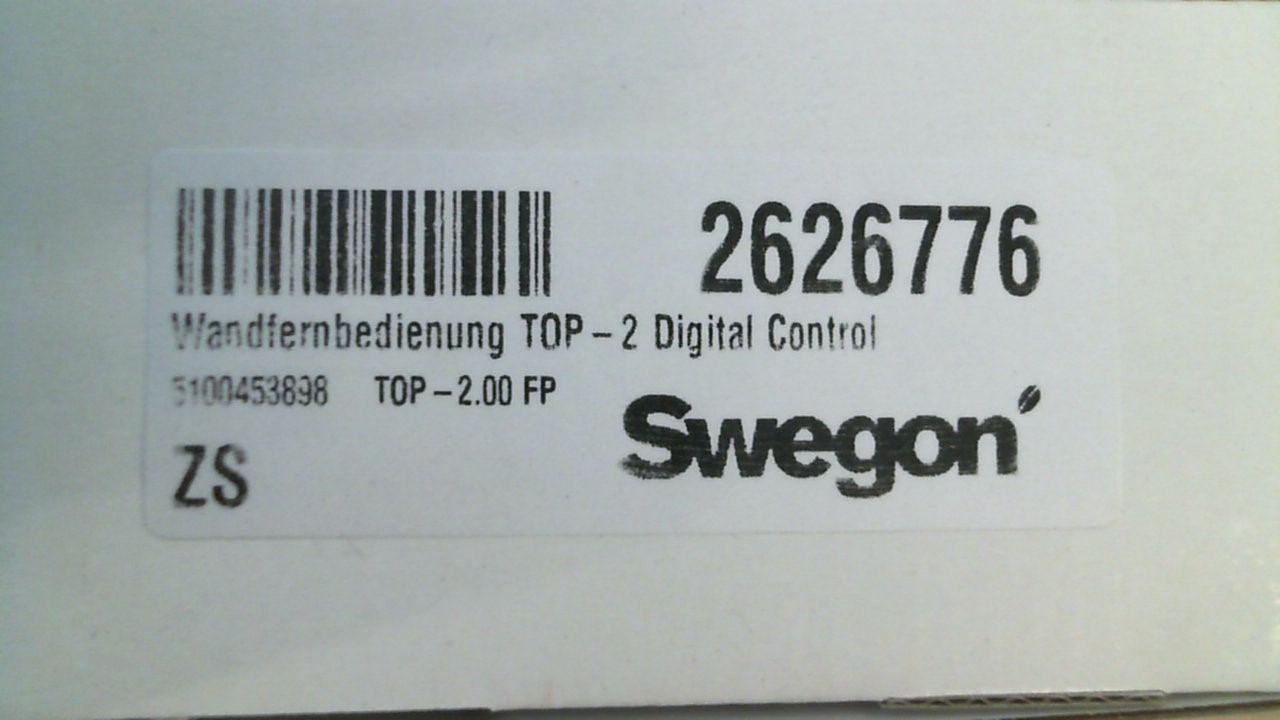 2626776
Wandfernbedienung TOP-2 Digital Control
TOP-2.00 FP
Swegon
ZS